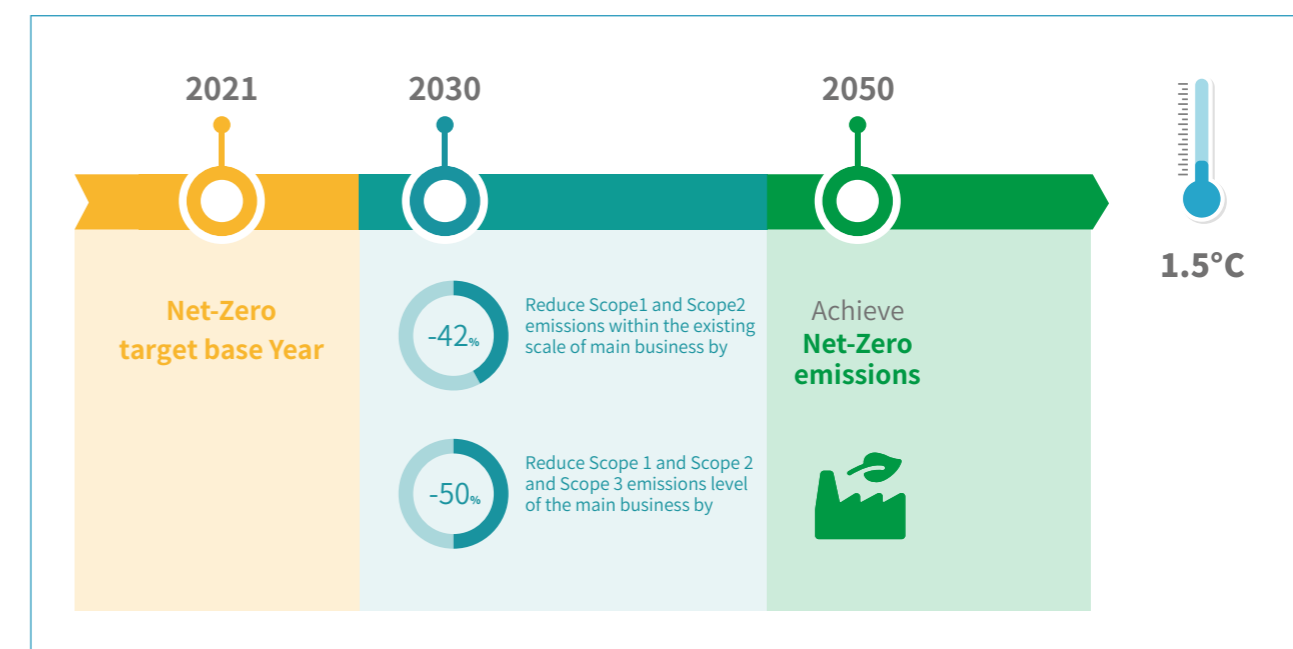 2021
2030
2050
1.5°C
Net-Zero
target base Year
-42%
Reduce Scope1 and Scope2
emissions within the existing
scale of main business by
-50%
Reduce Scope 1 and Scope 2
and Scope 3 emissions level
of the main business by
Achieve
Net-Zero
emissions